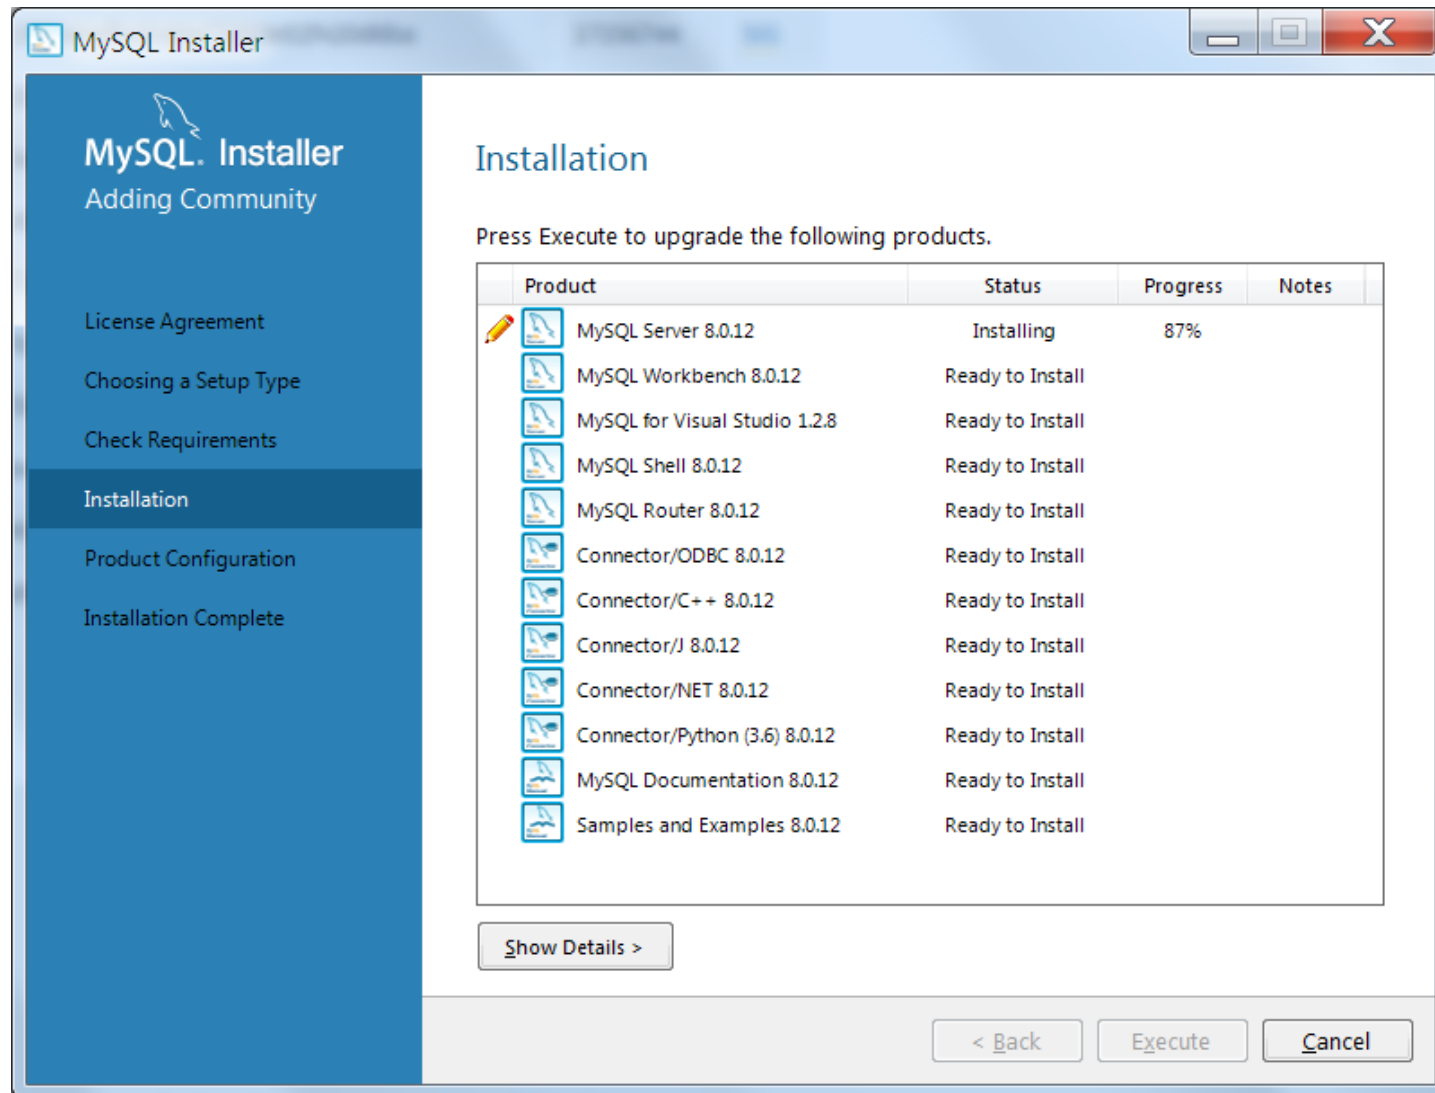 MySQL Installer
MySQL. Installer
Adding Community
License Agreement
Choosing a Setup Type
Check Requirements
Installation
Product Configuration
Installation Complete
Installation
Press Execute to upgrade the following products.
Product Status Progress Notes
MySQL Server 8.0.12 Installing 87%
MySQL Workbench 8.0.12 Ready to Install
MySQL for Visual Studio 1.2.8 Ready to Install
MySQL Shell 8.0.12 Ready to Install
MySQL Router 8.0.12 Ready to Install
Connector/ODBC 8.0.12 Ready to Install
Connector/C++ 8.0.12 Ready to Install
Connector/J 8.0.12 Ready to Install
Connector/NET 8.0.12 Ready to Install
Connector/Python (3.6) 8.0.12 Ready to Install
MySQL Documentation 8.0.12 Ready to Install
Samples and Examples 8.0.12 Ready to Install
Show Details >
< Back Execute Cancel